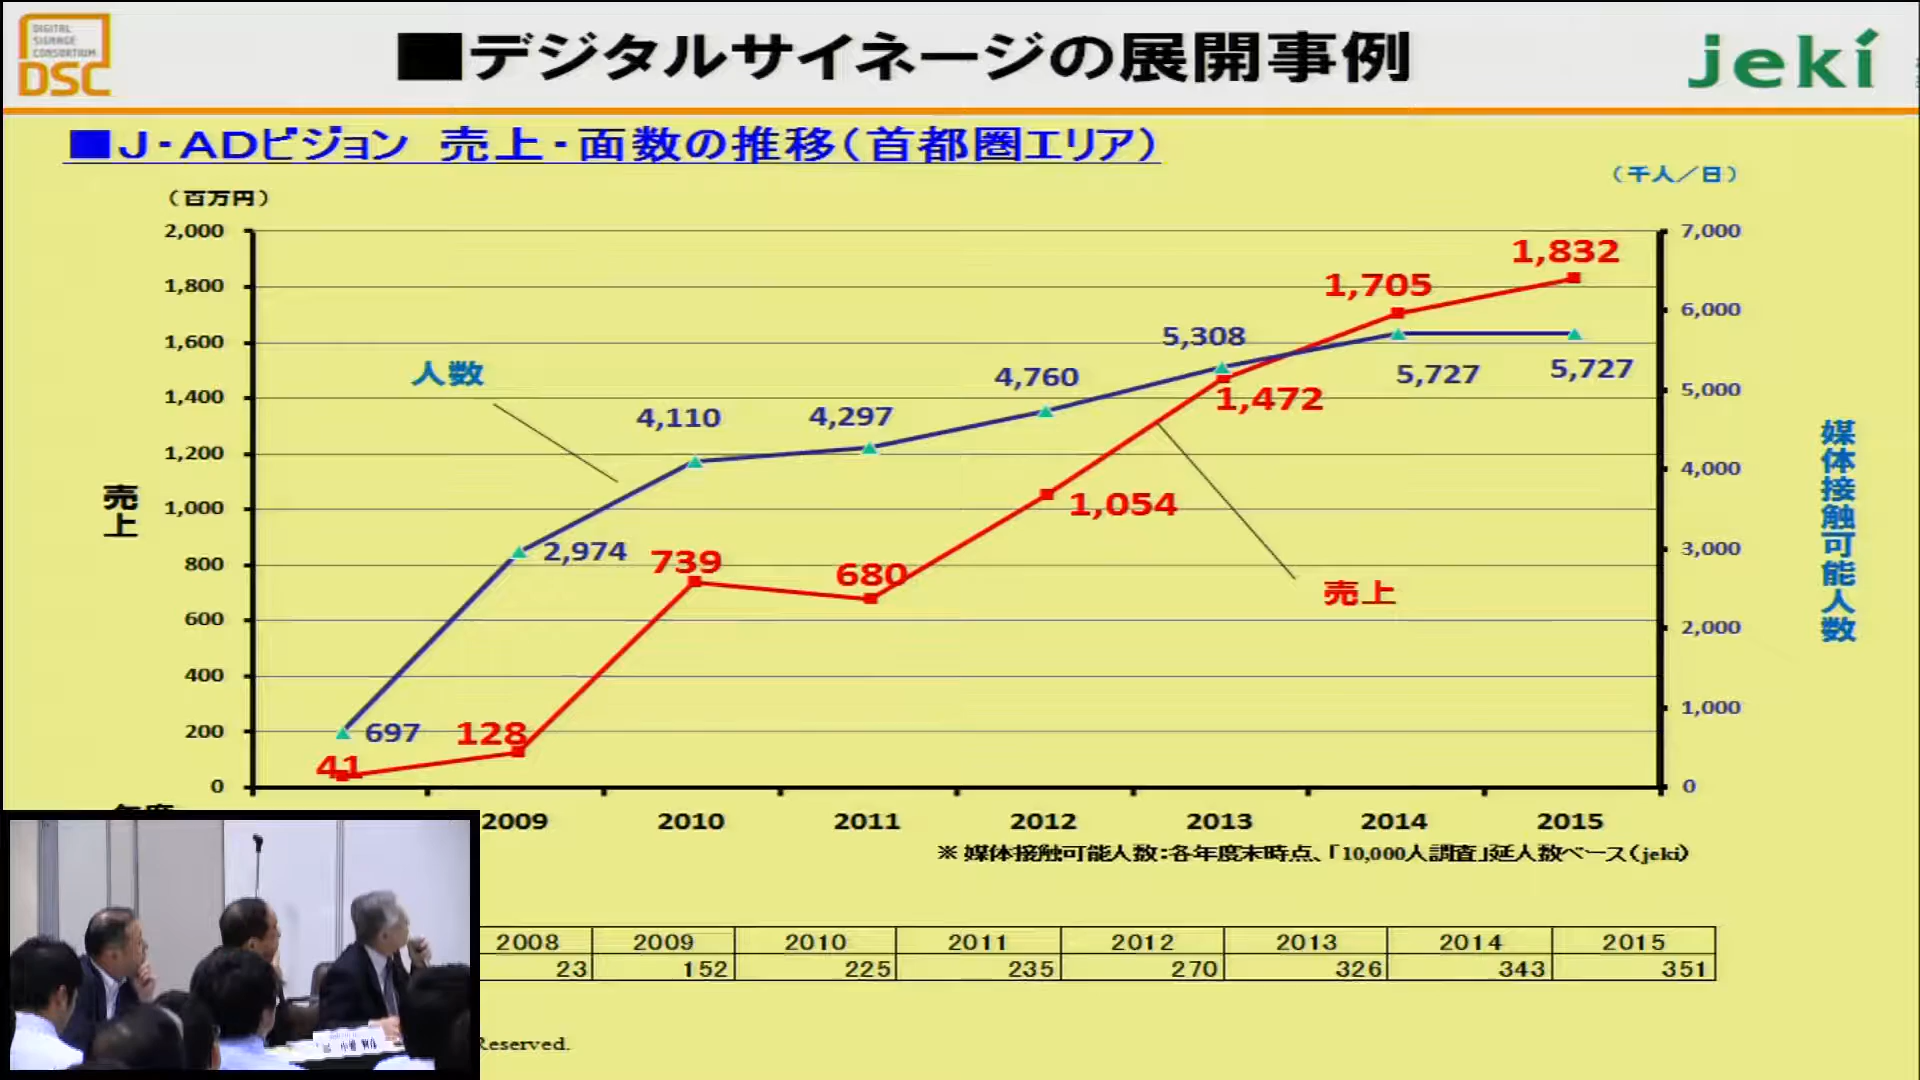 DIGITAL
SIGNAGE
CONSORTIUM
DSC
■デジタルサイネージの展開事例
jeki
■J・ADビジョン 売上・面数の推移（首都圏エリア）
（百万円）
（千人／日）
2,000
1,800
1,600
1,400
1,200
1,000
800
600
400
200
0
7,000
6,000
5,000
4,000
3,000
2,000
1,000
0
売上
媒体接触可能人数
人数
売上
697
2,974
4,110
4,297
4,760
5,308
5,727
5,727
41
128
739
680
1,054
1,472
1,705
1,832
2009 2010 2011 2012 2013 2014 2015
※ 媒体接触可能人数：各年度末時点、「10,000人調査」延人数ベース（jeki）
2008 2009 2010 2011 2012 2013 2014 2015
23 152 225 235 270 326 343 351
Reserved.